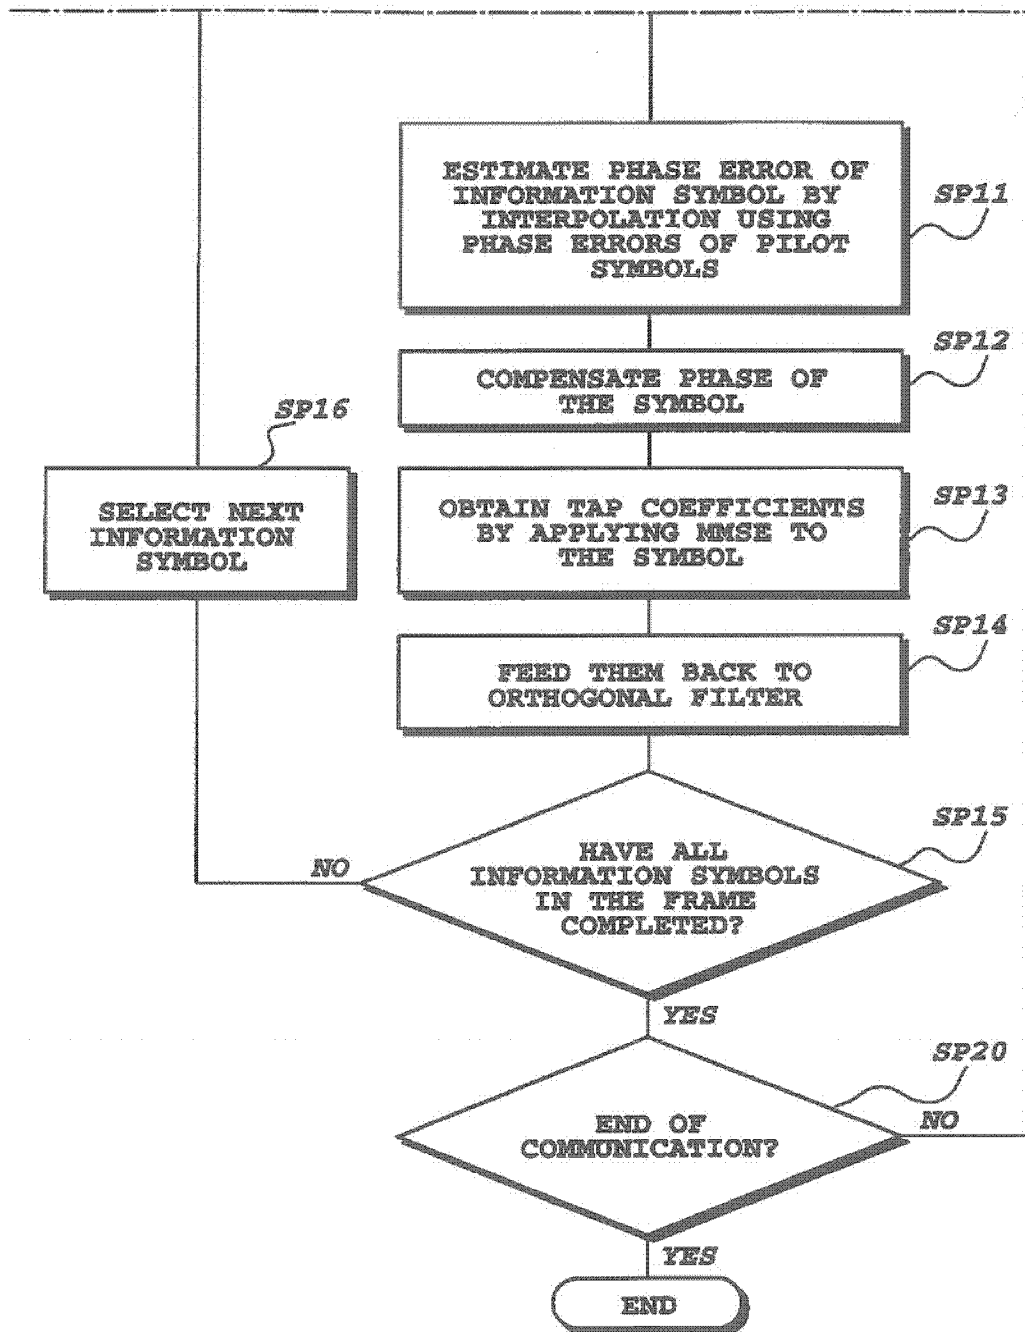 ESTIMATE PHASE ERROR OF
INFORMATION SYMBOL BY
INTERPOLATION USING
PHASE ERRORS OF PILOT
SYMBOLS
SP11
COMPENSATE PHASE OF
THE SYMBOL
SP12
SP16
SELECT NEXT
INFORMATION
SYMBOL
OBTAIN TAP COEFFICIENTS
BY APPLYING MMSE TO
THE SYMBOL
SP13
FEED THEM BACK TO
ORTHOGONAL FILTER
SP14
HAVE ALL
INFORMATION SYMBOLS
IN THE FRAME
COMPLETED?
SP15
NO
YES
END OF
COMMUNICATION?
SP20
NO
YES
END